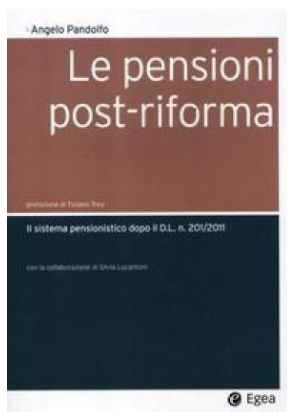 Angelo Pandolfo
Le pensioni
post-riforma
prefazione di Tiziano Treu
Il sistema pensionistico dopo il D.L. n. 201/2011
con la collaborazione di Silvia Lucantoni
Egea